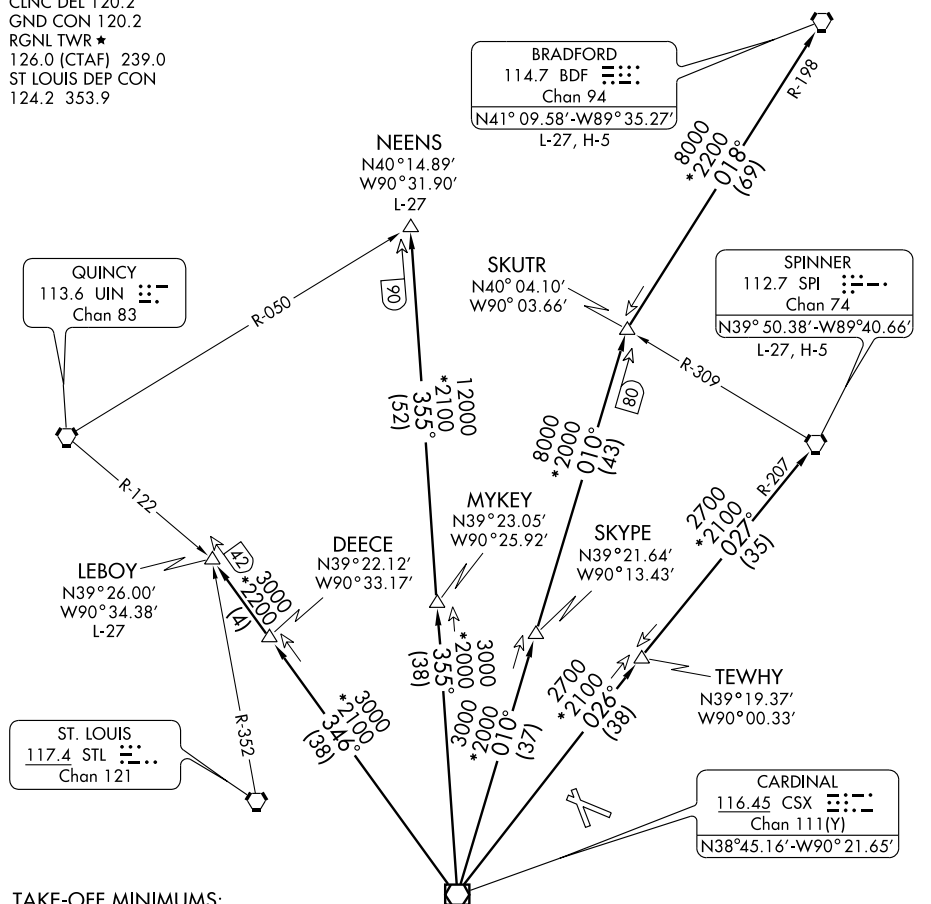 CLNC DEL 120.2
GND CON 120.2
RGNL TWR ★
126.0 (CTAF) 239.0
ST LOUIS DEP CON
124.2 353.9
BRADFORD
114.7 BDF
Chan 94
N41° 09.58′-W89° 35.27′
L-27, H-5
R-198
8000
*2200
018°
(69)
NEENS
N40° 14.89′
W90° 31.90′
L-27
90
QUINCY
113.6 UIN
Chan 83
R-050
SKUTR
N40° 04.10′
W90° 03.66′
SPINNER
112.7 SPI
Chan 74
N39° 50.38′-W89° 40.66′
L-27, H-5
R-309
80
12000
*2100
355°
(52)
8000
*2000
010°
(43)
R-207
R-122
2700
*2100
027°
(35)
MYKEY
N39° 23.05′
W90° 25.92′
SKYPE
N39° 21.64′
W90° 13.43′
DEECE
N39° 22.12′
W90° 33.17′
LEBOY
N39° 26.00′
W90° 34.38′
L-27
42
3000
*2200
(4)
3000
*2000
355°
(38)
TEWHY
N39° 19.37′
W90° 00.33′
R-352
3000
*2100
346°
(38)
3000
*2000
010°
(37)
2700
*2100
026°
(38)
ST. LOUIS
117.4 STL
Chan 121
CARDINAL
116.45 CSX
Chan 111(Y)
N38° 45.16′-W90° 21.65′
TAKE-OFF MINIMUMS: